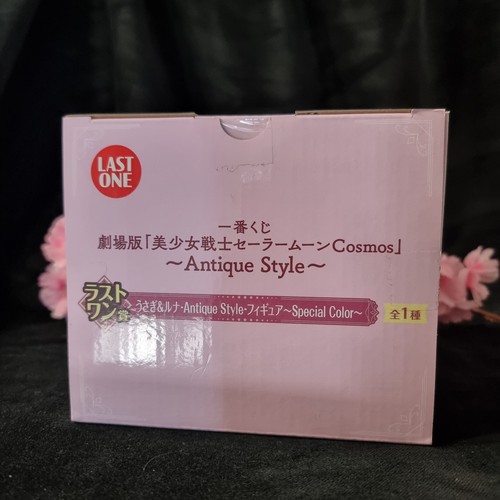 LAST
ONE
一番くじ
劇場版「美少女戦士セーラームーンCosmos」
～Antique Style～
ラスト
ワン賞
うさぎ&ルナ-Antique Style-フィギュア～Special Color～
全1種